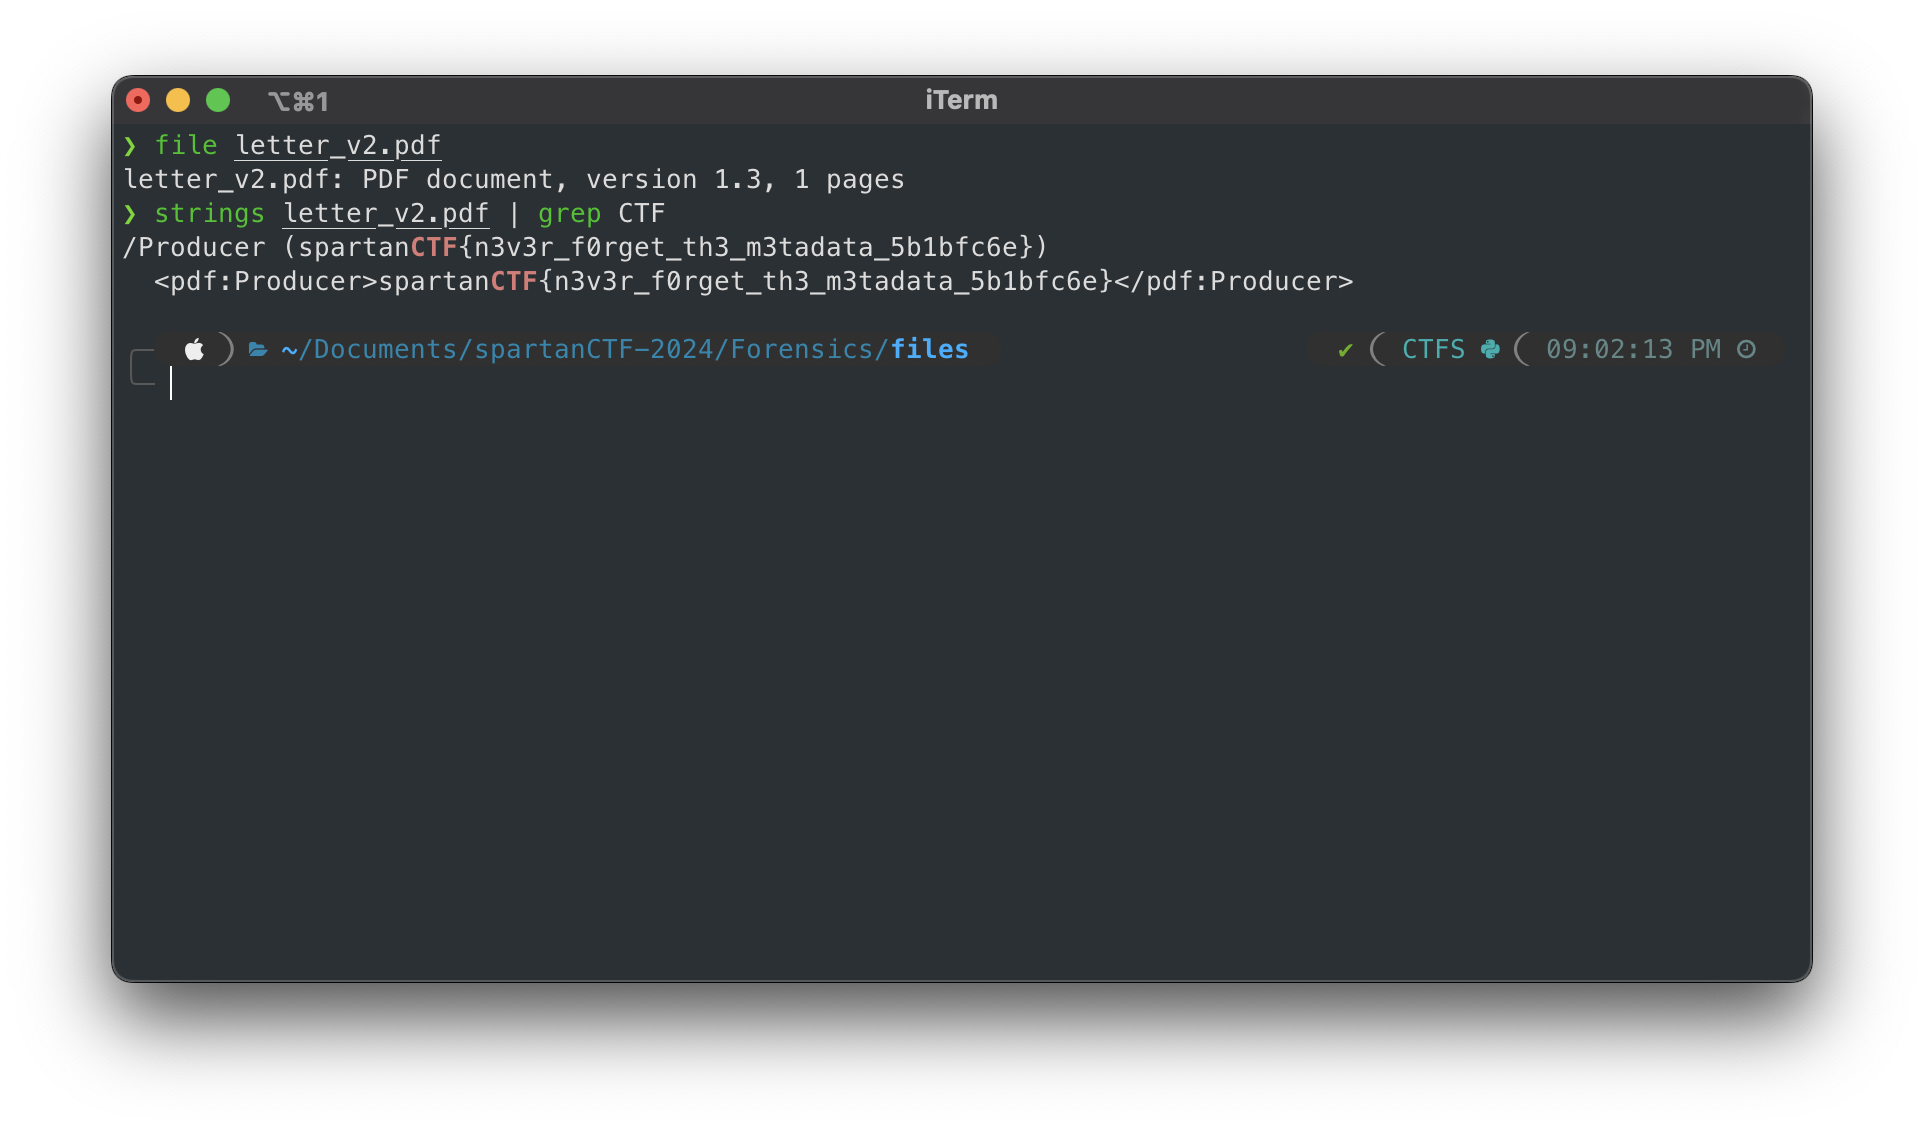 ⌥⌘1
iTerm
❯ file letter_v2.pdf
letter_v2.pdf: PDF document, version 1.3, 1 pages
❯ strings letter_v2.pdf | grep CTF
/Producer (spartanCTF{n3v3r_f0rget_th3_m3tadata_5b1bfc6e})
<pdf:Producer>spartanCTF{n3v3r_f0rget_th3_m3tadata_5b1bfc6e}</pdf:Producer>
~/Documents/spartanCTF-2024/Forensics/files ✔ CTFS 09:02:13 PM